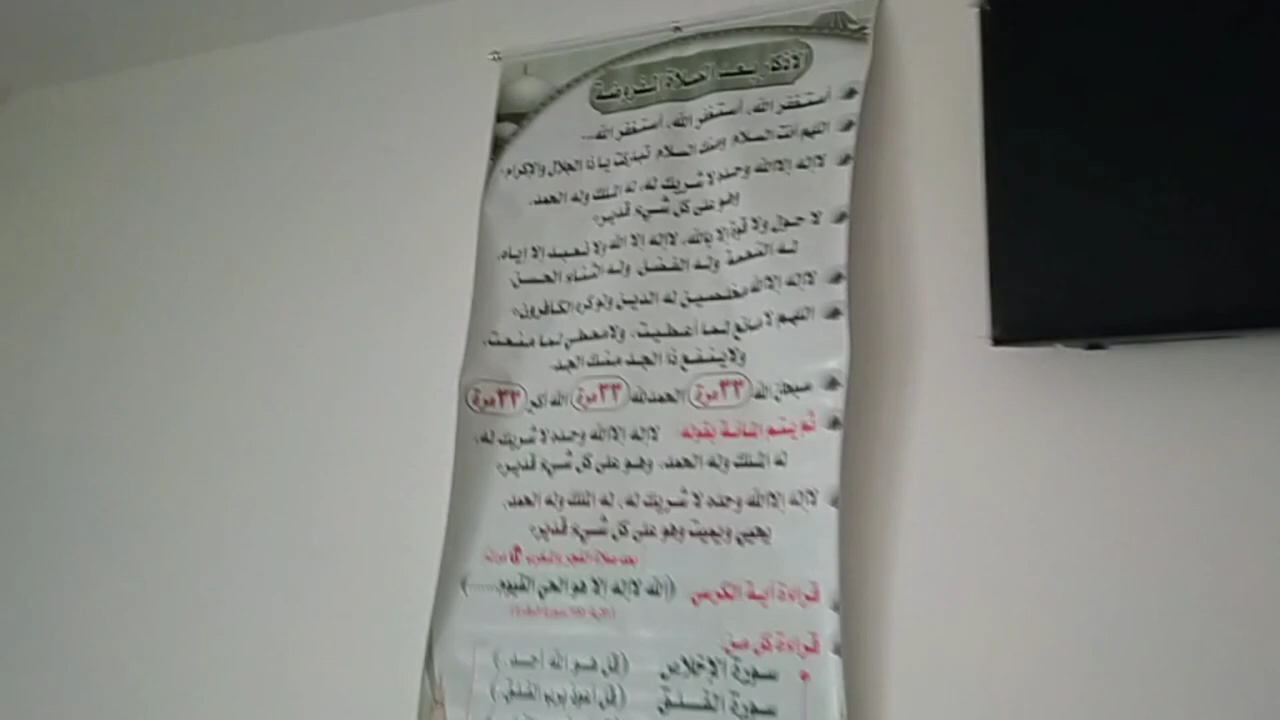 الأذكار بعد الصلاة المفروضة
أستغفر الله، أستغفر الله، أستغفر الله...
اللهم أنت السلام ومنك السلام تباركت يا ذا الجلال والإكرام.
لا إله إلا الله وحده لا شريك له، له الملك وله الحمد،
وهو على كل شيء قدير.
لا حول ولا قوة إلا بالله، لا إله إلا الله ولا نعبد إلا إياه،
له النعمة وله الفضل وله الثناء الحسن
لا إله إلا الله مخلصين له الدين ولو كره الكافرون.
اللهم لا مانع لما أعطيت، ولا معطي لما منعت،
ولا ينفع ذا الجد منك الجد.
سبحان الله ٣٣ مرة الحمد لله ٣٣ مرة الله أكبر ٣٣ مرة
ثم يتم المائة بقوله: لا إله إلا الله وحده لا شريك له،
له الملك وله الحمد، وهو على كل شيء قدير.
لا إله إلا الله وحده لا شريك له، له الملك وله الحمد،
يحيي ويميت وهو على كل شيء قدير.
بعد صلاة الفجر والمغرب ١٠ مرات
قراءة آية الكرسي (الله لا إله إلا هو الحي القيوم......)
قراءة كل من
سورة الإخلاص (قل هو الله أحد.)
سورة الفلق (قل أعوذ برب الفلق.)